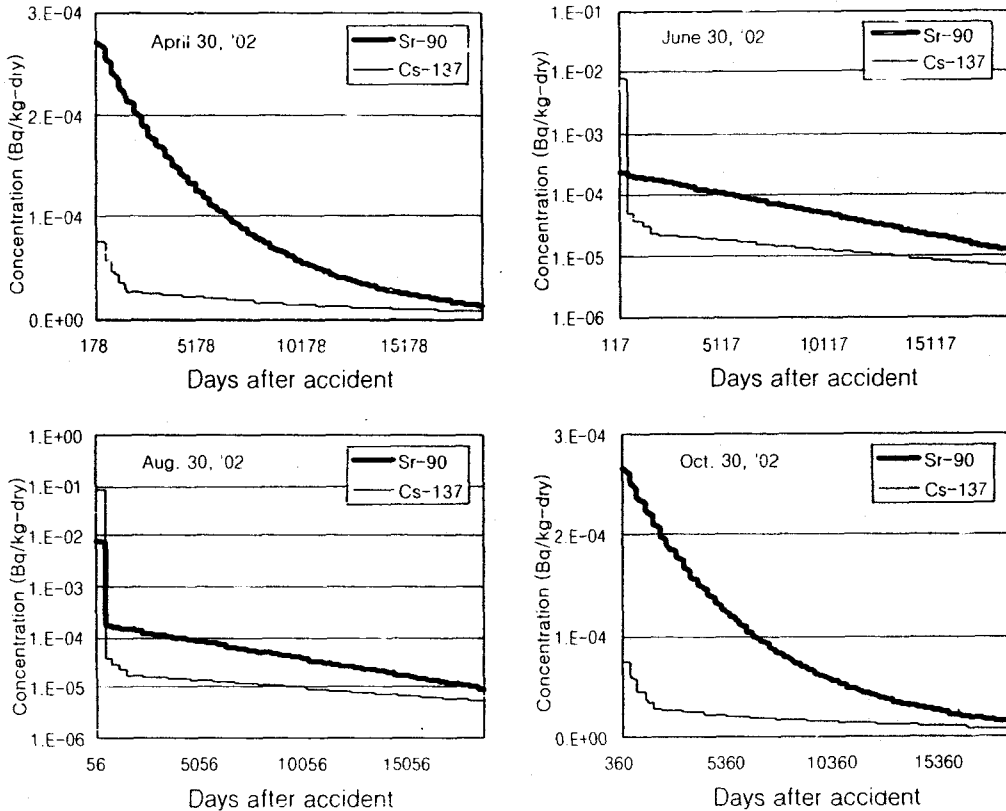 3.E-04
April 30, '02
Sr-90
Cs-137
2.E-04
1.E-04
0.E+00
Concentration (Bq/kg-dry)
178
5178
10178
15178
Days after accident
1.E-01
June 30, '02
Sr-90
Cs-137
1.E-02
1.E-03
1.E-04
1.E-05
1.E-06
Concentration (Bq/kg-dry)
117
5117
10117
15117
Days after accident
1.E+00
Aug. 30, '02
Sr-90
Cs-137
1.E-01
1.E-02
1.E-03
1.E-04
1.E-05
1.E-06
Concentration (Bq/kg-dry)
56
5056
10056
15056
Days after accident
3.E-04
Oct. 30, '02
Sr-90
Cs-137
2.E-04
1.E-04
0.E+00
Concentration (Bq/kg-dry)
360
5360
10360
15360
Days after accident